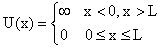 U(x) = { ∞ x < 0, x > L
0 0 ≤ x ≤ L